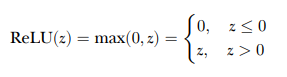 ReLU(z) = max(0, z) = { 0, z ≤ 0
z, z > 0